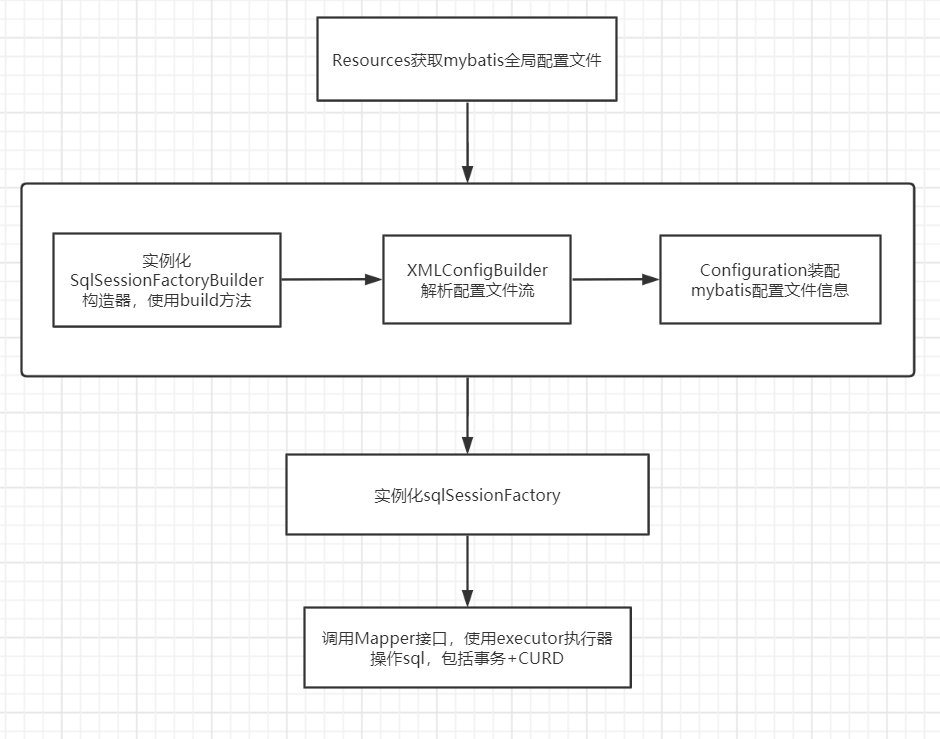 Resources获取mybatis全局配置文件
实例化
SqlSessionFactoryBuilder
构造器，使用build方法
XMLConfigBuilder
解析配置文件流
Configuration装配
mybatis配置文件信息
实例化sqlSessionFactory
调用Mapper接口，使用executor执行器
操作sql，包括事务+CURD